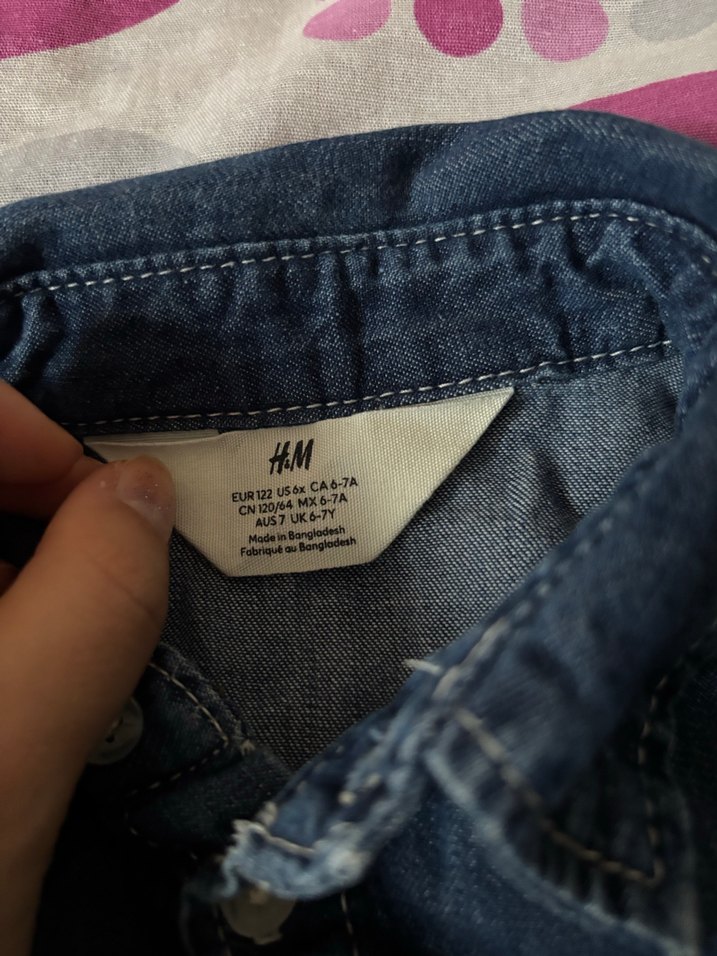 H&M
EUR 122 US 6x CA 6-7A
CN 120/64 MX 6-7A
AUS 7 UK 6-7Y
Made in Bangladesh
Fabriqué au Bangladesh